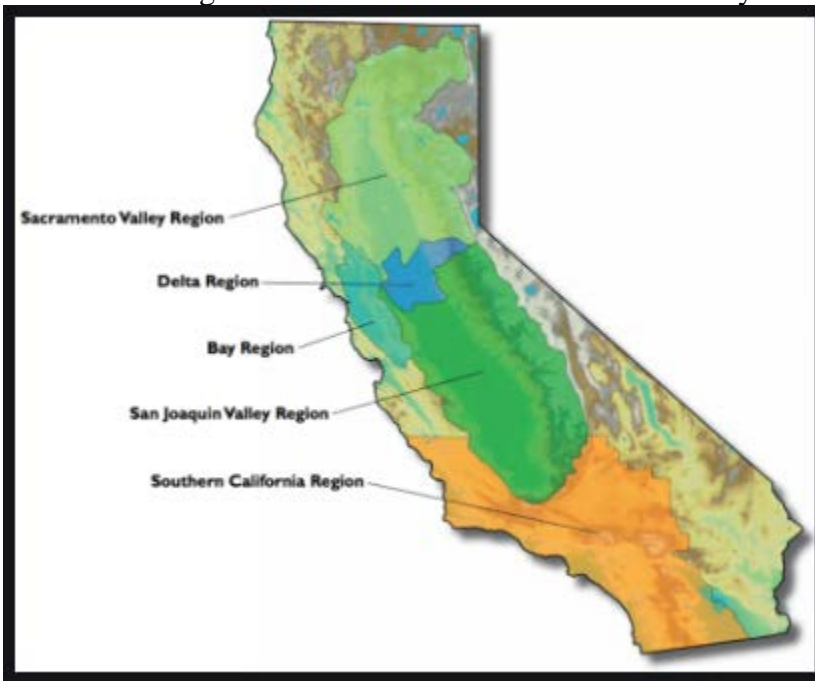 Sacramento Valley Region
Delta Region
Bay Region
San Joaquin Valley Region
Southern California Region